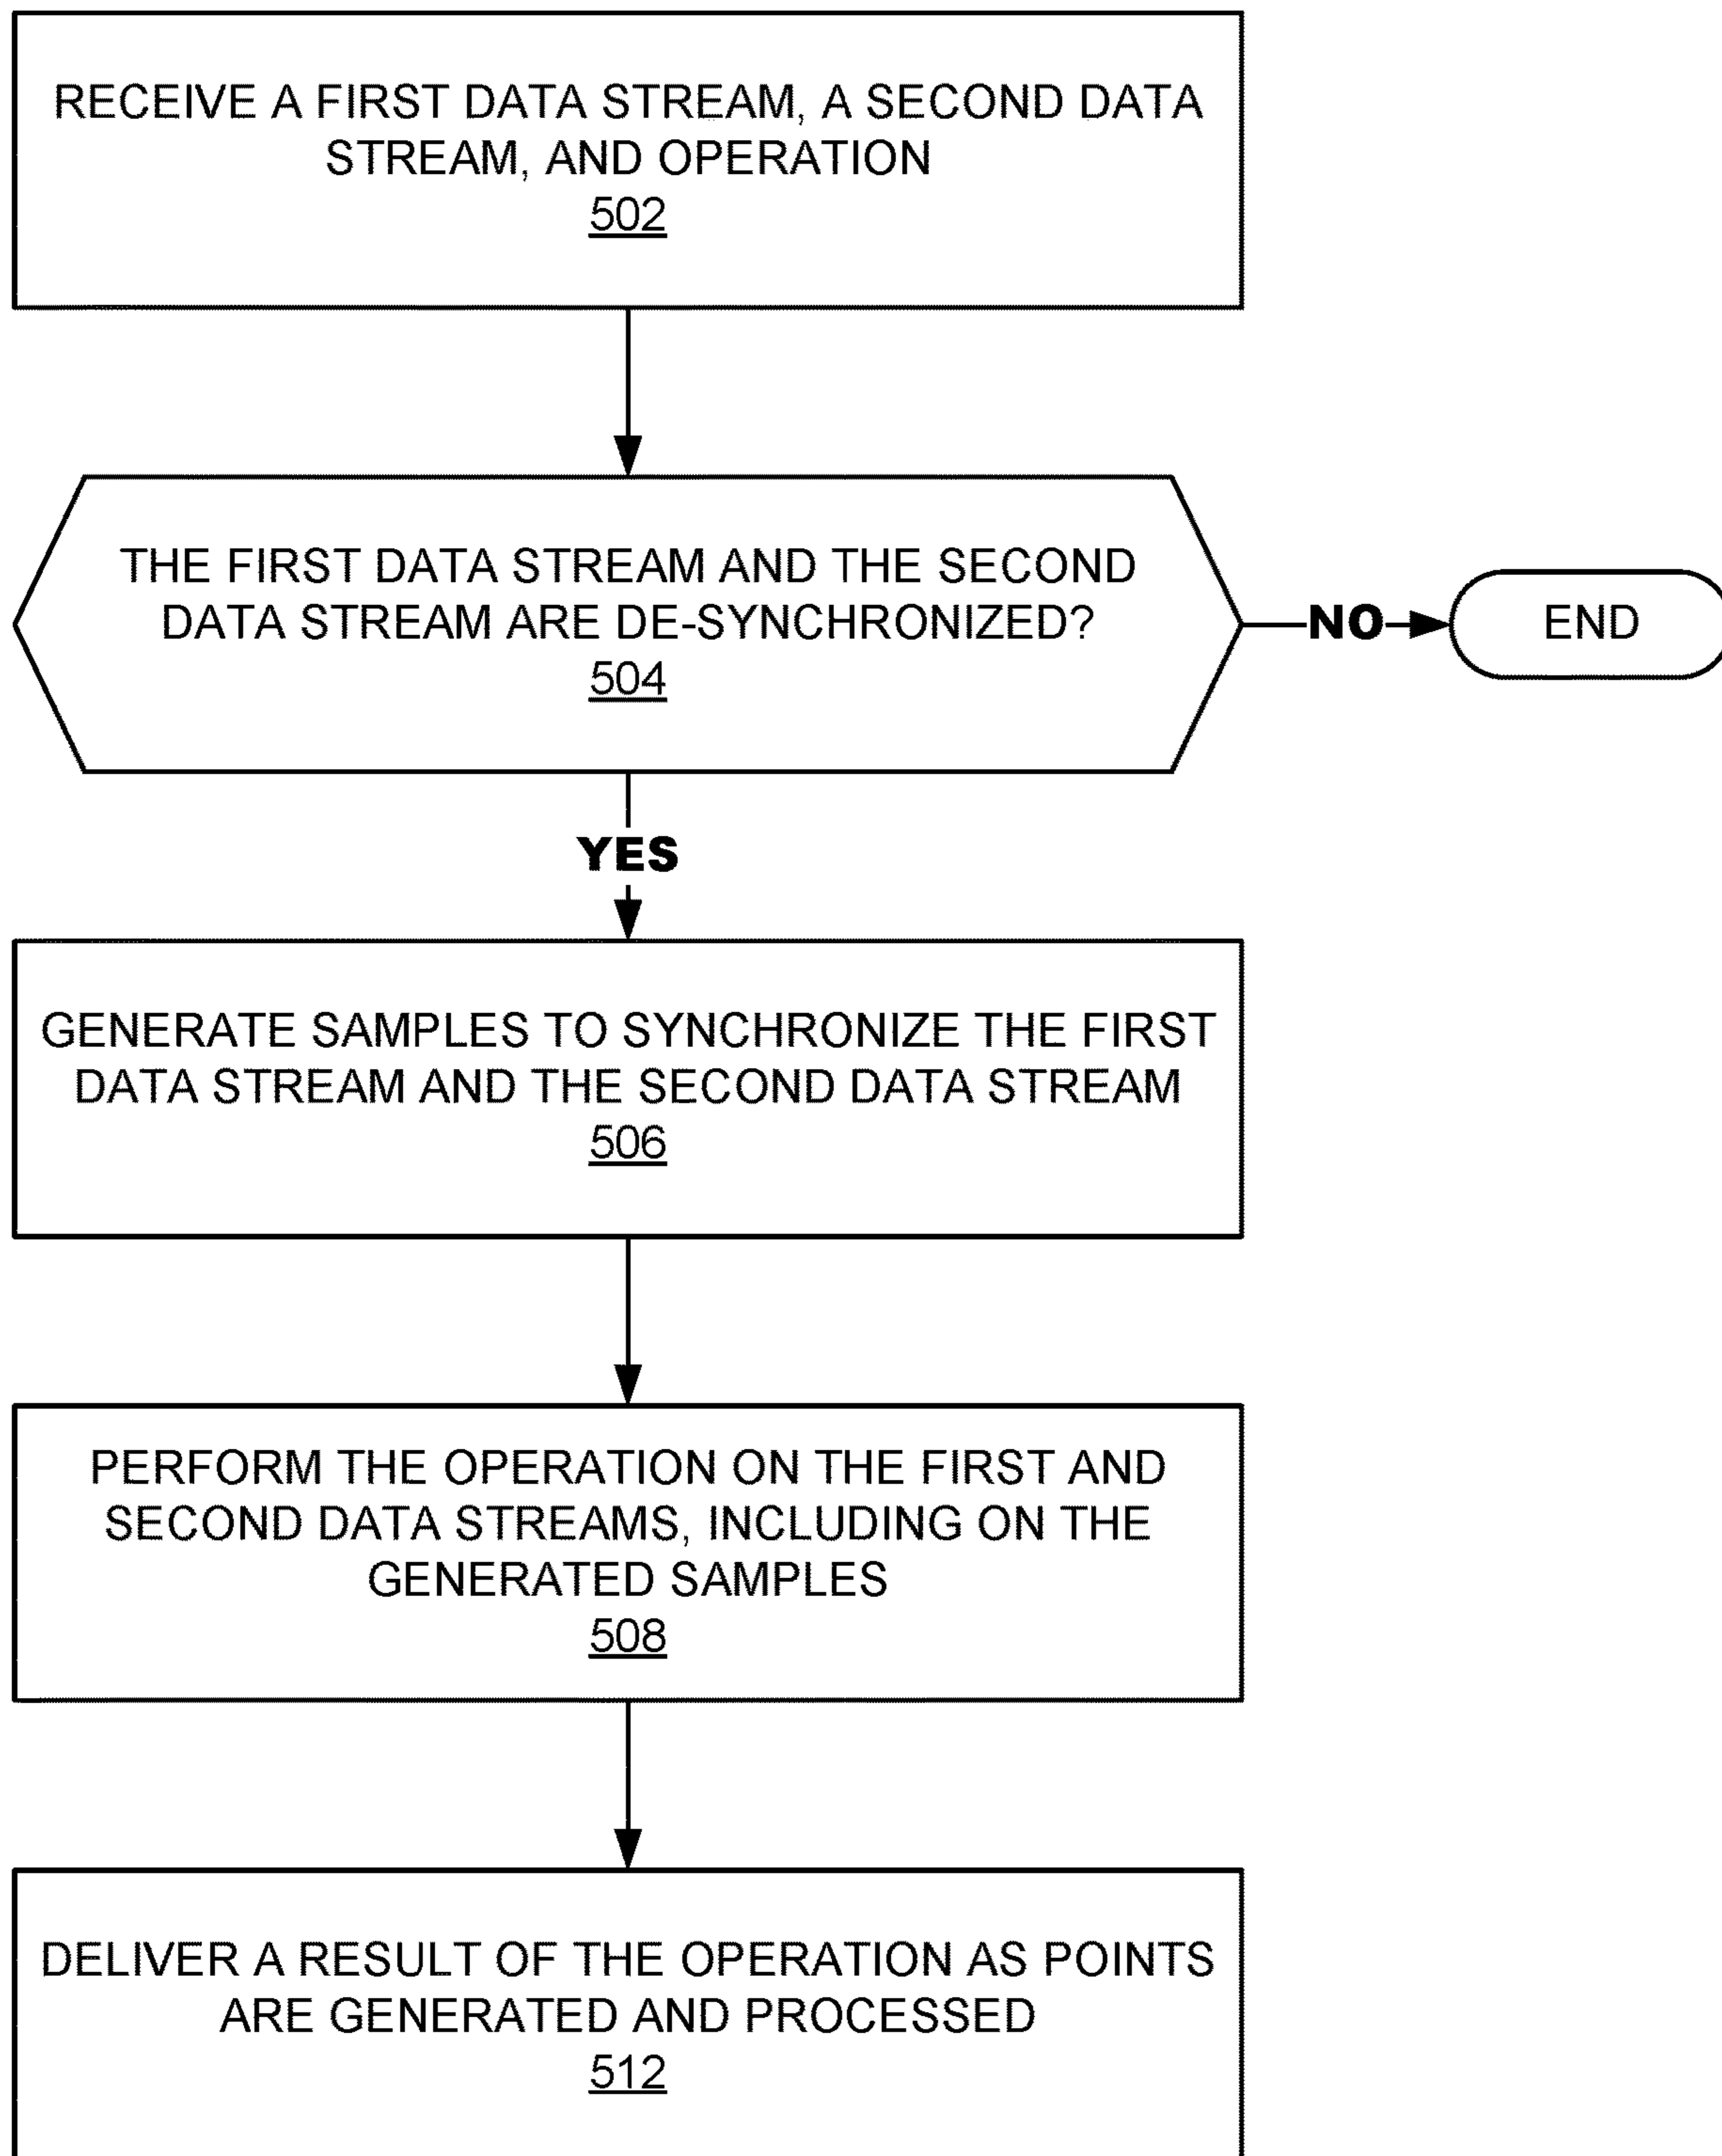 RECEIVE A FIRST DATA STREAM, A SECOND DATA
STREAM, AND OPERATION
502
THE FIRST DATA STREAM AND THE SECOND
DATA STREAM ARE DE-SYNCHRONIZED?
504
NO
END
YES
GENERATE SAMPLES TO SYNCHRONIZE THE FIRST
DATA STREAM AND THE SECOND DATA STREAM
506
PERFORM THE OPERATION ON THE FIRST AND
SECOND DATA STREAMS, INCLUDING ON THE
GENERATED SAMPLES
508
DELIVER A RESULT OF THE OPERATION AS POINTS
ARE GENERATED AND PROCESSED
512